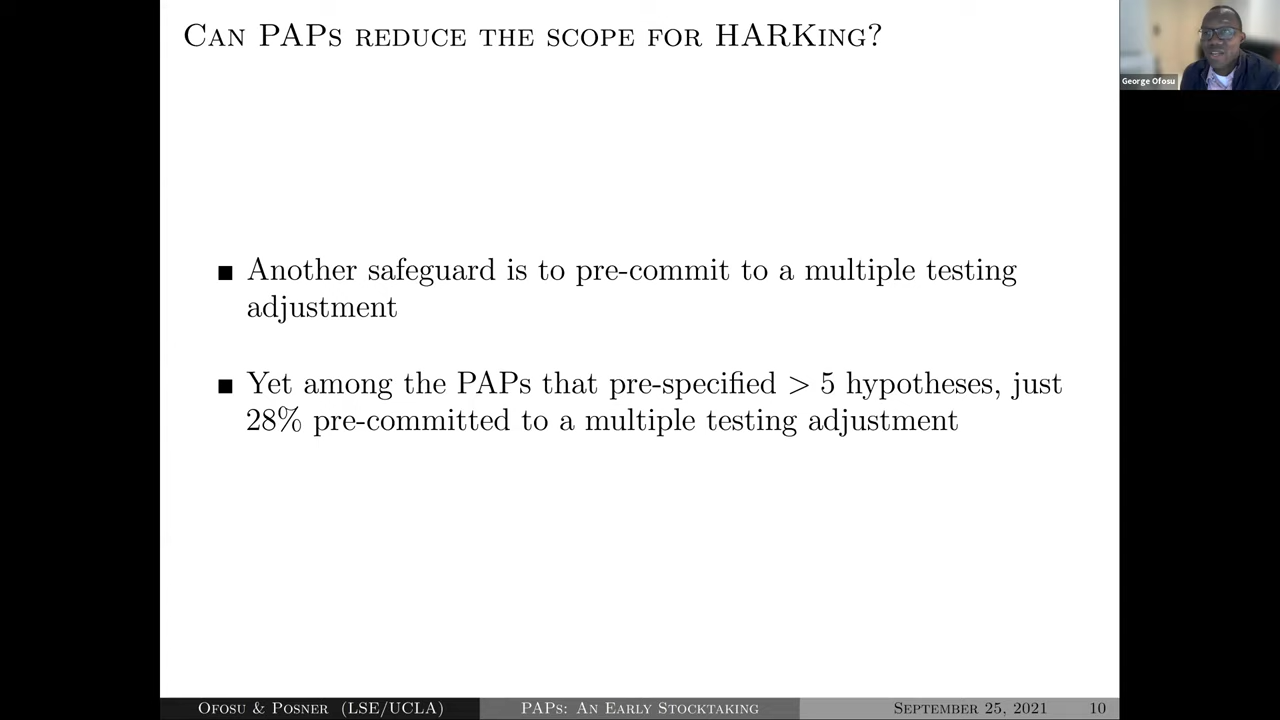 Can PAPs reduce the scope for HARKing?
George Ofosu
■ Another safeguard is to pre-commit to a multiple testing
adjustment
■ Yet among the PAPs that pre-specified > 5 hypotheses, just
28% pre-committed to a multiple testing adjustment
Ofosu & Posner (LSE/UCLA) PAPs: An Early Stocktaking September 25, 2021 10